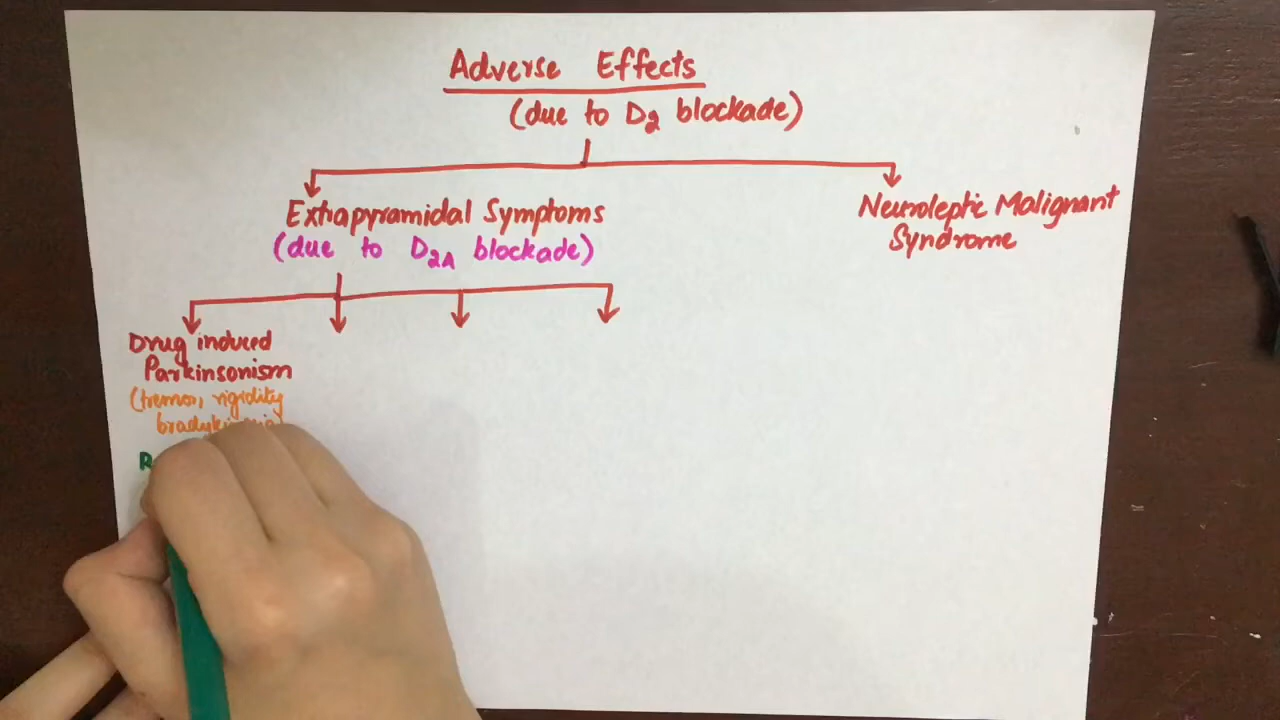 Adverse Effects
(due to D2 blockade)
Extrapyramidal Symptoms
(due to D2A blockade)
Neuroleptic Malignant
Syndrome
Drug induced
Parkinsonism
(tremor, rigidity